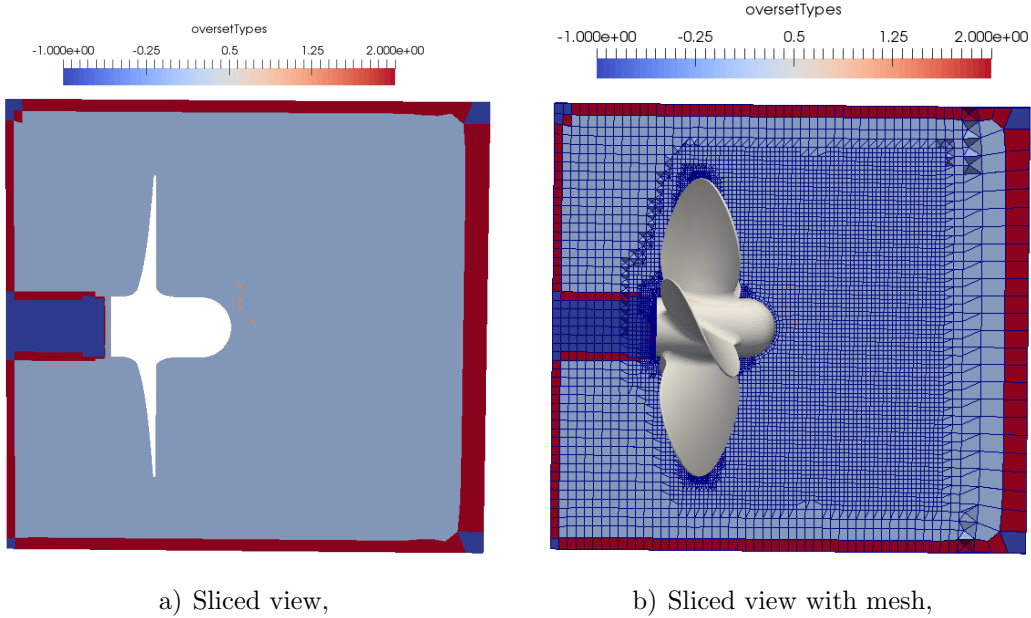 oversetTypes
-1.000e+00 -0.25 0.5 1.25 2.000e+00
oversetTypes
-1.000e+00 -0.25 0.5 1.25 2.000e+00
a) Sliced view,
b) Sliced view with mesh,